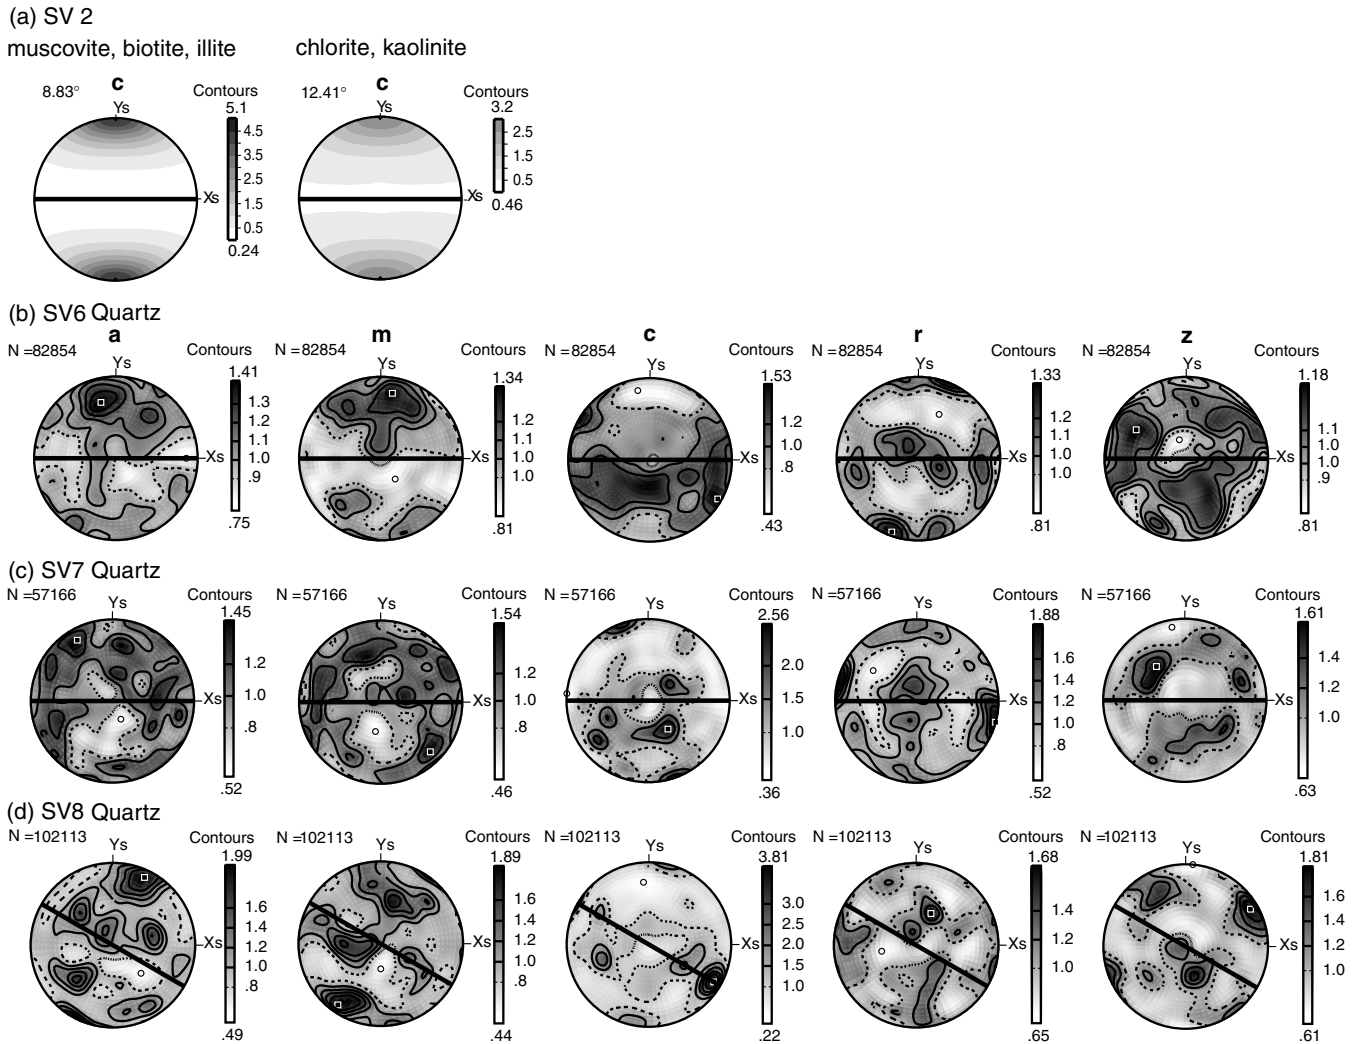 (a) SV 2
muscovite, biotite, illite
chlorite, kaolinite
8.83° c Contours
Ys 5.1
4.5
3.5
2.5
1.5
0.5
0.24
Xs
12.41° c Contours
Ys 3.2
2.5
1.5
0.5
0.46
Xs
(b) SV6 Quartz
a m c r z
N =82854 Ys Contours
1.41
1.3
1.2
1.1
1.0
.9
.75
Xs
N =82854 Ys Contours
1.34
1.2
1.1
1.0
1.0
.81
Xs
N =82854 Ys Contours
1.53
1.2
1.0
.8
.43
Xs
N =82854 Ys Contours
1.33
1.2
1.1
1.0
1.0
.81
Xs
N =82854 Ys Contours
1.18
1.1
1.0
1.0
.9
.81
Xs
(c) SV7 Quartz
N =57166 Ys Contours
1.45
1.2
1.0
.8
.52
Xs
N =57166 Ys Contours
1.54
1.2
1.0
.8
.46
Xs
N =57166 Ys Contours
2.56
2.0
1.5
1.0
.36
Xs
N =57166 Ys Contours
1.88
1.6
1.4
1.2
1.0
.8
.52
Xs
N =57166 Ys Contours
1.61
1.4
1.2
1.0
.63
Xs
(d) SV8 Quartz
N =102113 Ys Contours
1.99
1.6
1.4
1.2
1.0
.8
.49
Xs
N =102113 Ys Contours
1.89
1.6
1.4
1.2
1.0
.8
.44
Xs
N =102113 Ys Contours
3.81
3.0
2.5
2.0
1.5
1.0
.22
Xs
N =102113 Ys Contours
1.68
1.4
1.2
1.0
.65
Xs
N =102113 Ys Contours
1.81
1.6
1.4
1.2
1.0
.61
Xs